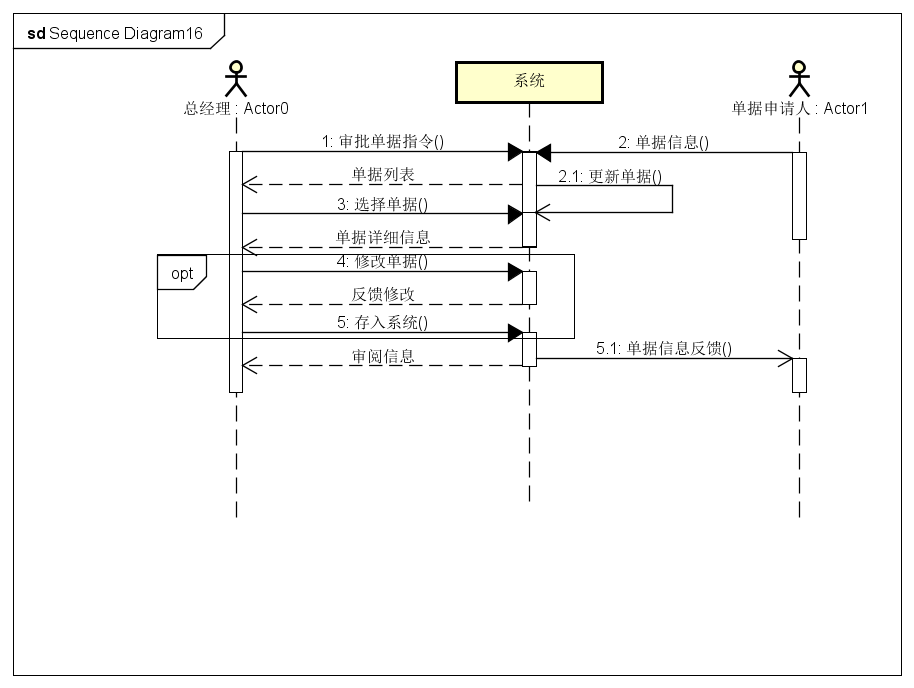 sd Sequence Diagram16
系统
总经理 : Actor0
单据申请人 : Actor1
1: 审批单据指令()
2: 单据信息()
单据列表
2.1: 更新单据()
3: 选择单据()
单据详细信息
opt
4: 修改单据()
反馈修改
5: 存入系统()
5.1: 单据信息反馈()
审阅信息